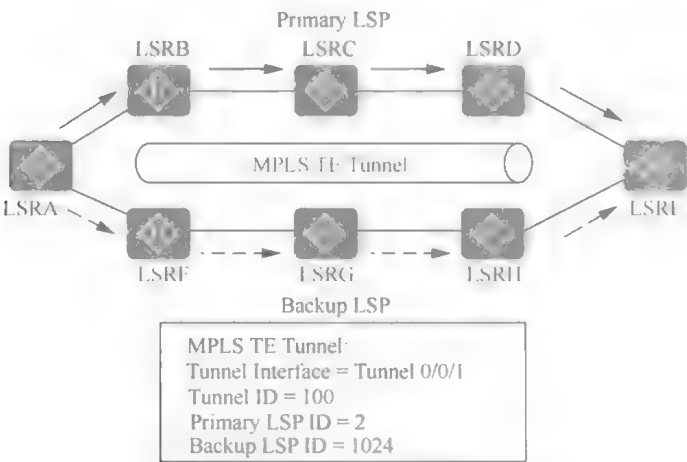 Primary LSP
LSRB
LSRC
LSRD
MPLS TE Tunnel
LSRA
LSRE
LSRF
LSRG
LSRH
Backup LSP
MPLS TE Tunnel
Tunnel Interface = Tunnel 0/0/1
Tunnel ID = 100
Primary LSP ID = 2
Backup LSP ID = 1024